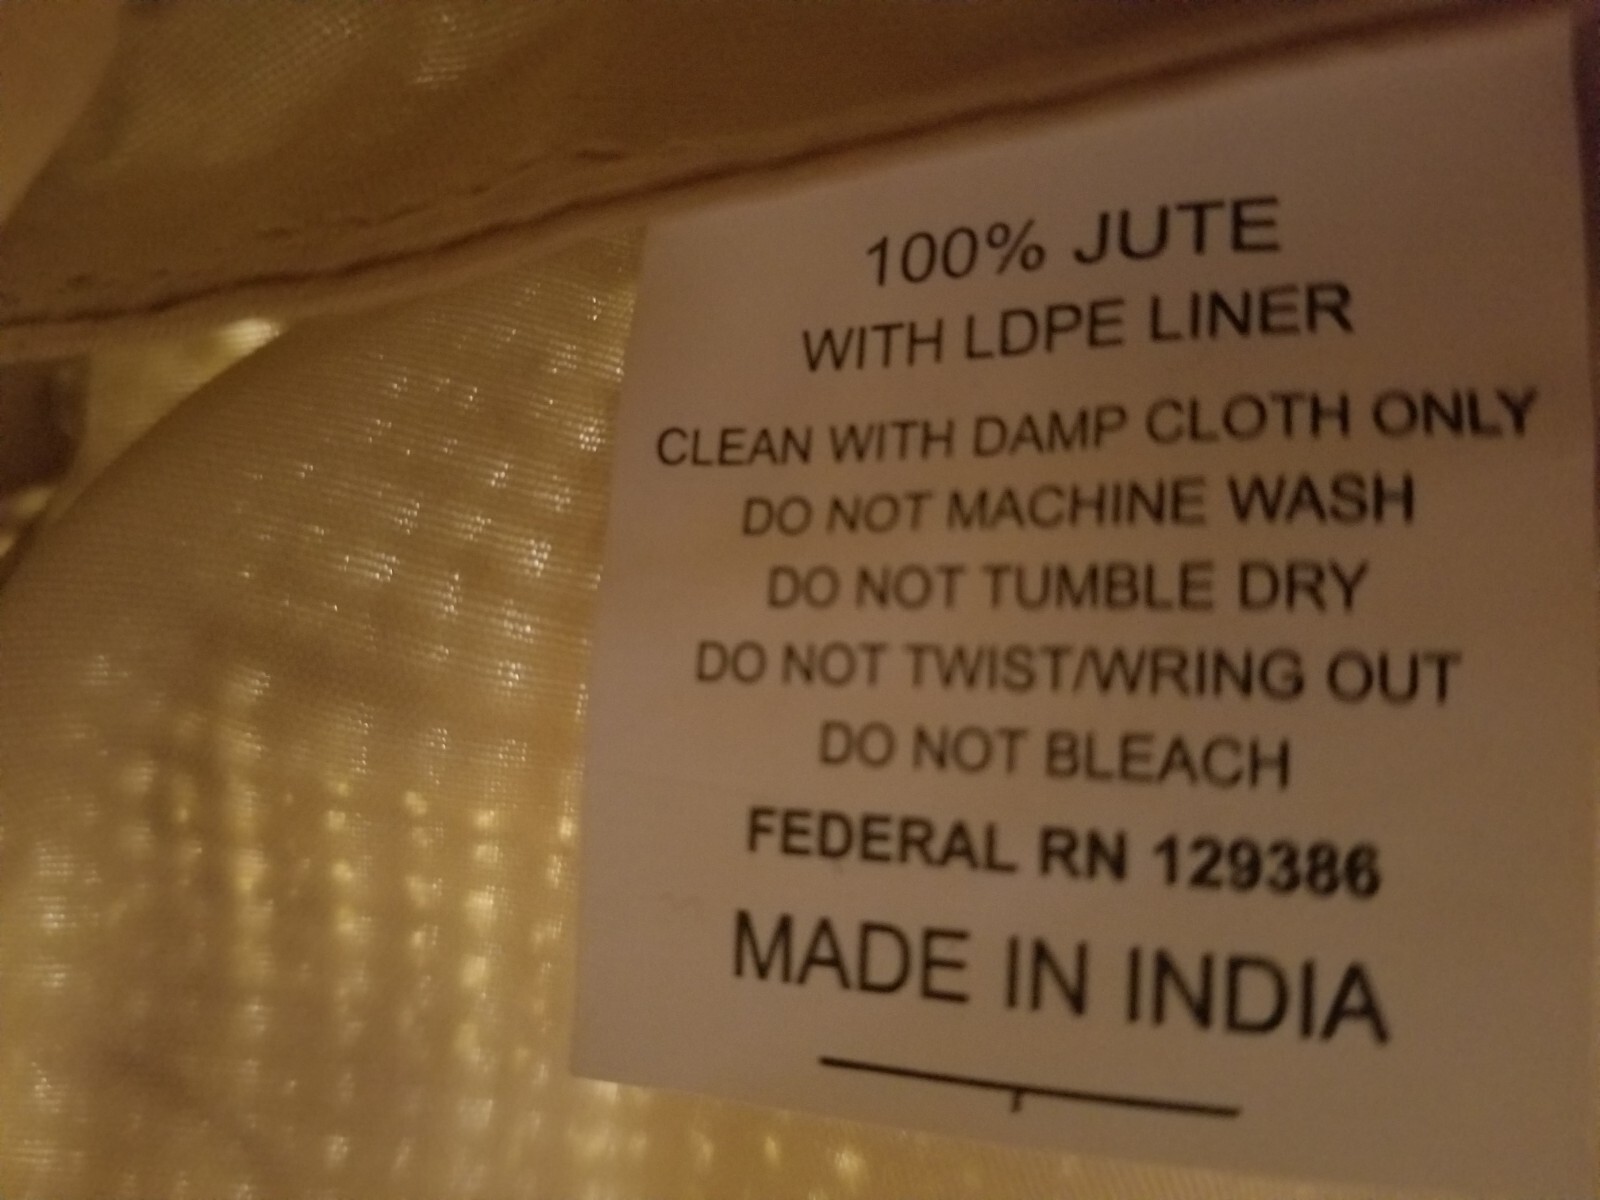 100% JUTE
WITH LDPE LINER
CLEAN WITH DAMP CLOTH ONLY
DO NOT MACHINE WASH
DO NOT TUMBLE DRY
DO NOT TWIST/WRING OUT
DO NOT BLEACH
FEDERAL RN 129386
MADE IN INDIA